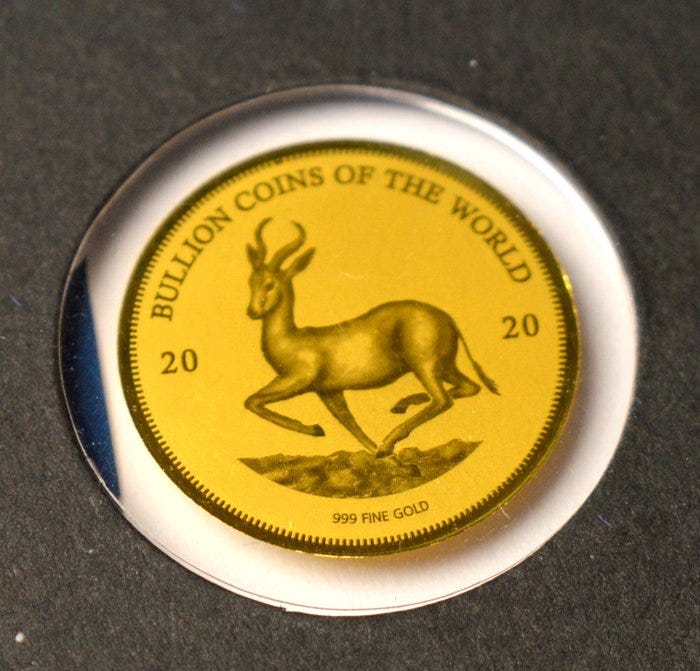 BULLION COINS OF THE WORLD
20 20
999 FINE GOLD